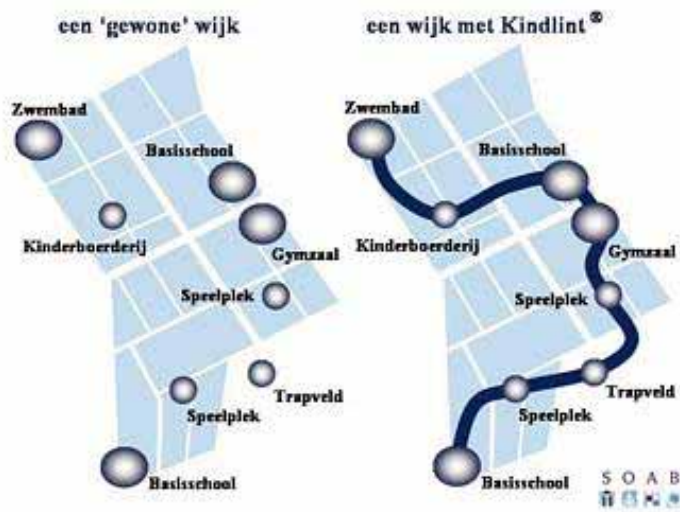 een 'gewone' wijk
Zwembad
Basisschool
Kinderboerderij
Gymzaal
Speelplek
Trapveld
Speelplek
Basisschool
een wijk met Kindlint®
Zwembad
Basisschool
Kinderboerderij
Gymzaal
Speelplek
Trapveld
Speelplek
Basisschool
S O A B